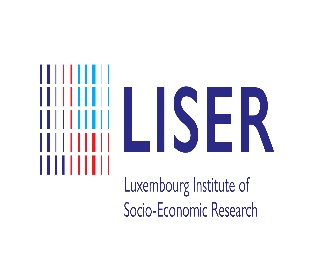 LISER
Luxembourg Institute of
Socio-Economic Research